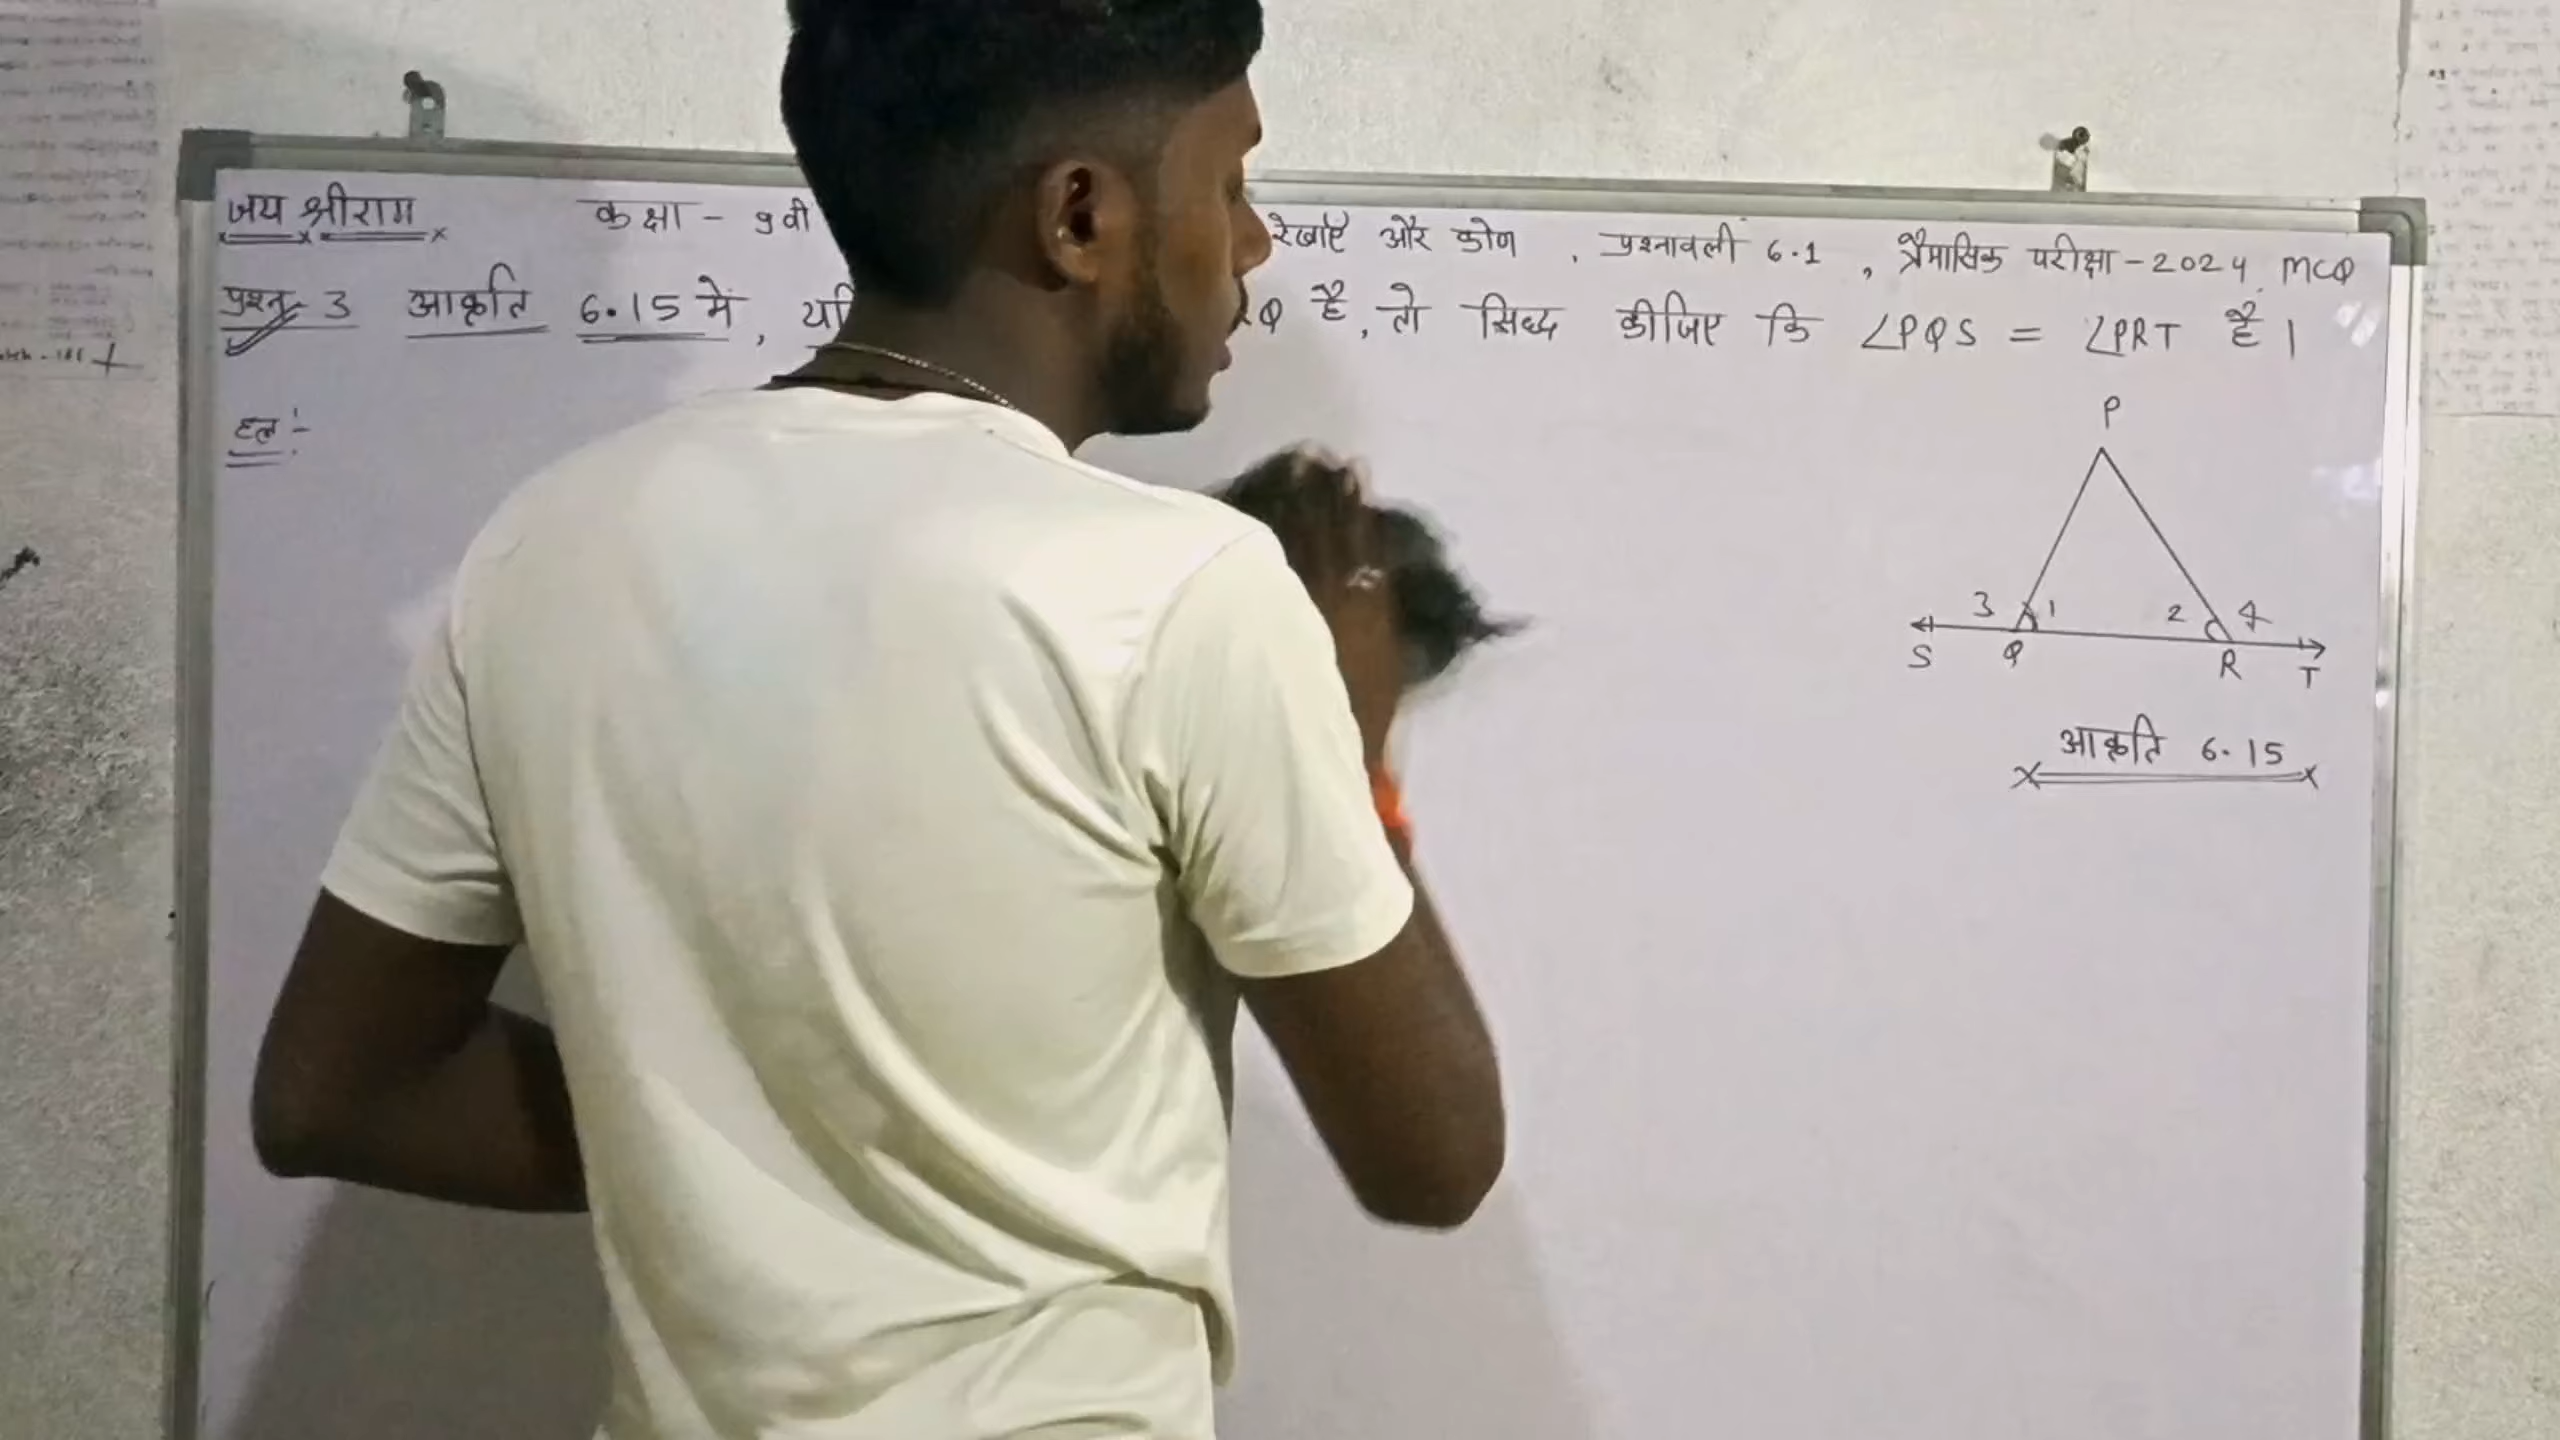 जय श्रीराम कक्षा - 9वी रेखाएँ और कोण , प्रश्नावली 6.1 , त्रैमासिक परीक्षा - 2024, MCQ
प्रश्न- 3 आकृति 6.15 में, Q है, तो सिध्द कीजिए कि ∠PQS = ∠PRT है ।
हल :-
P
3 1 2 4
S Q R T
आकृति 6.15